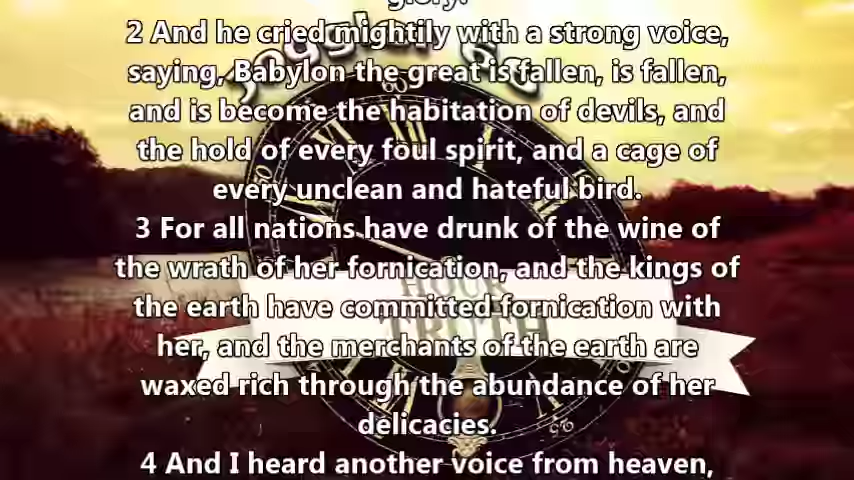 glory.
2 And he cried mightily with a strong voice,
saying, Babylon the great is fallen, is fallen,
and is become the habitation of devils, and
the hold of every foul spirit, and a cage of
every unclean and hateful bird.
3 For all nations have drunk of the wine of
the wrath of her fornication, and the kings of
the earth have committed fornication with
her, and the merchants of the earth are
waxed rich through the abundance of her
delicacies.
4 And I heard another voice from heaven,
HOUR
TRUTH
60